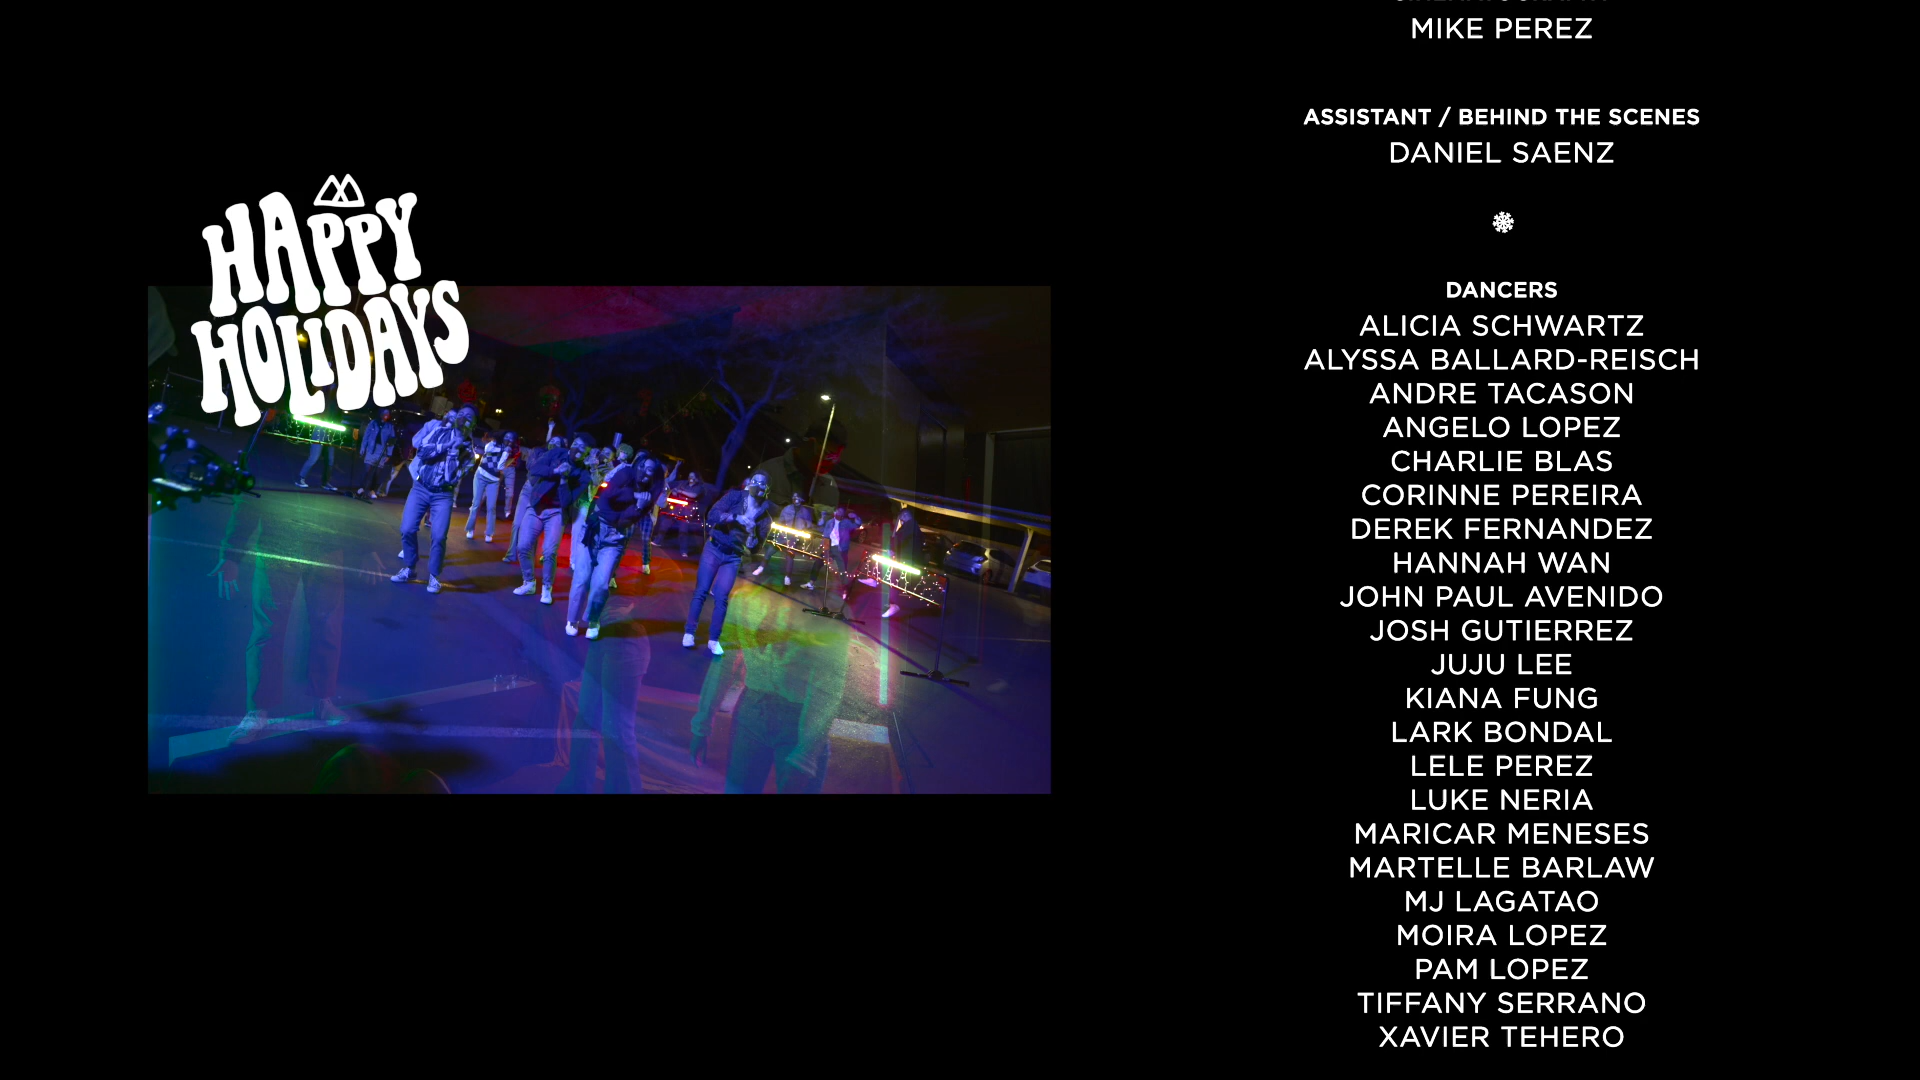 HAPPY
HOLIDAYS
MIKE PEREZ
ASSISTANT / BEHIND THE SCENES
DANIEL SAENZ
DANCERS
ALICIA SCHWARTZ
ALYSSA BALLARD-REISCH
ANDRE TACASON
ANGELO LOPEZ
CHARLIE BLAS
CORINNE PEREIRA
DEREK FERNANDEZ
HANNAH WAN
JOHN PAUL AVENIDO
JOSH GUTIERREZ
JUJU LEE
KIANA FUNG
LARK BONDAL
LELE PEREZ
LUKE NERIA
MARICAR MENESES
MARTELLE BARLAW
MJ LAGATAO
MOIRA LOPEZ
PAM LOPEZ
TIFFANY SERRANO
XAVIER TEHERO